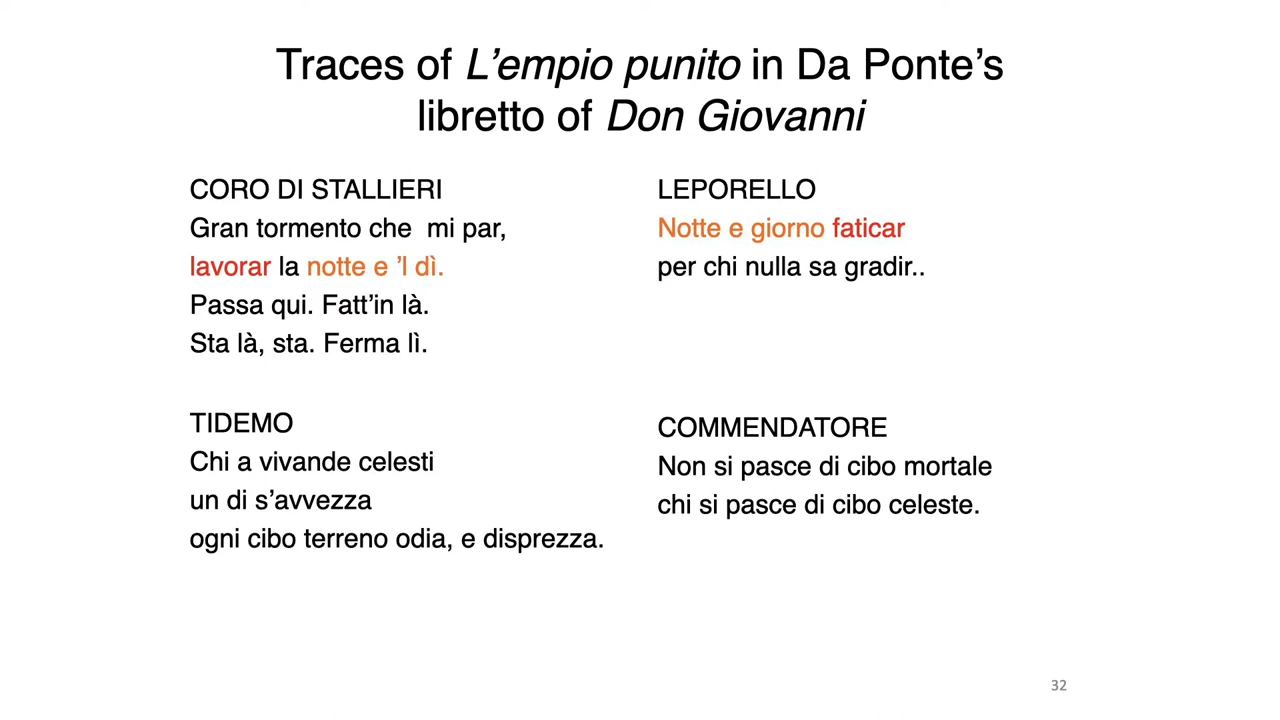 Traces of L’empio punito in Da Ponte’s
libretto of Don Giovanni
CORO DI STALLIERI
Gran tormento che mi par,
lavorar la notte e ’l dì.
Passa qui. Fatt’in là.
Sta là, sta. Ferma lì.
LEPORELLO
Notte e giorno faticar
per chi nulla sa gradir..
TIDEMO
Chi a vivande celesti
un di s’avvezza
ogni cibo terreno odia, e disprezza.
COMMENDATORE
Non si pasce di cibo mortale
chi si pasce di cibo celeste.
32